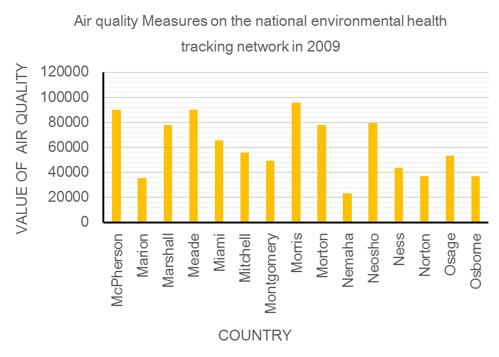 Air quality Measures on the national environmental health
tracking network in 2009
VALUE OF AIR QUALITY
120000
100000
80000
60000
40000
20000
0
McPherson
Marion
Marshall
Meade
Miami
Mitchell
Montgomery
Morris
Morton
Nemaha
Neosho
Ness
Norton
Osage
Osborne
COUNTRY